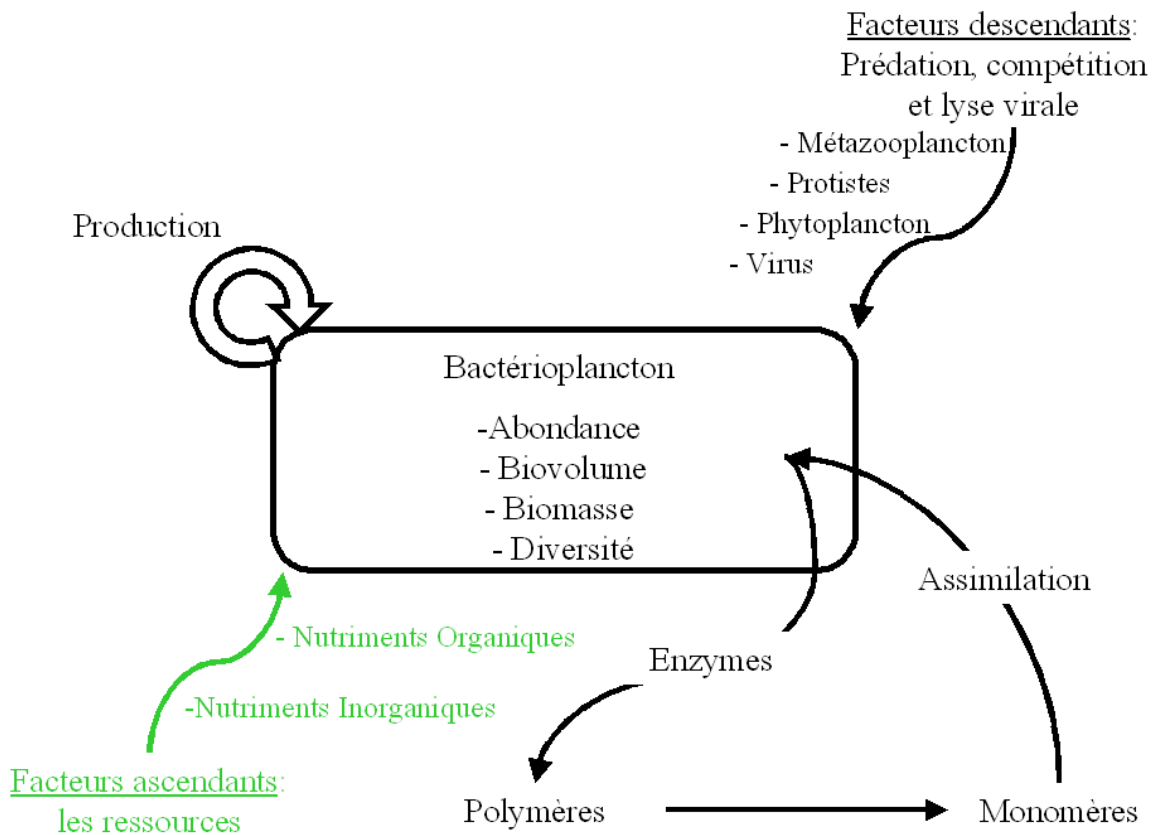 Facteurs descendants:
Prédation, compétition
et lyse virale
- Métazooplancton
- Protistes
- Phytoplancton
- Virus
Production
Bactérioplancton
-Abondance
- Biovolume
- Biomasse
- Diversité
Assimilation
- Nutriments Organiques
Enzymes
-Nutriments Inorganiques
Facteurs ascendants:
les ressources
Polymères
Monomères